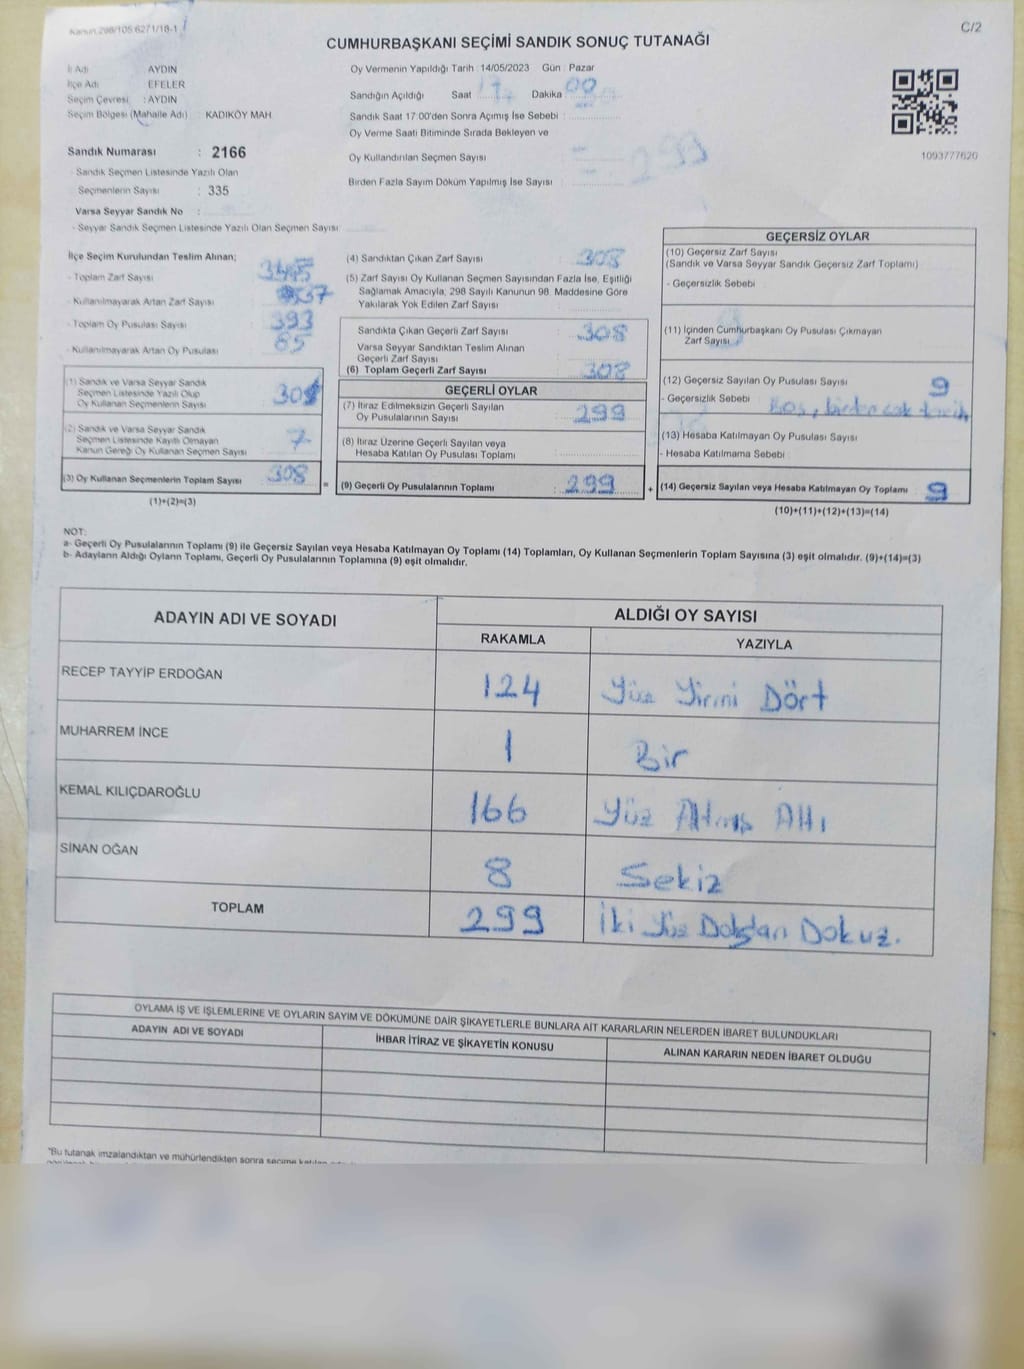 Kanun 298/105 6271/18-1
C/2
CUMHURBAŞKANI SEÇİMİ SANDIK SONUÇ TUTANAĞI
İl Adı AYDIN
İlçe Adı EFELER
Seçim Çevresi : AYDIN
Seçim Bölgesi (Mahalle Adı) : KADIKÖY MAH.
Sandık Numarası : 2166
- Sandık Seçmen Listesinde Yazılı Olan
Seçmenlerin Sayısı : 335
Varsa Seyyar Sandık No :
- Seyyar Sandık Seçmen Listesinde Yazılı Olan Seçmen Sayısı:
Oy Vermenin Yapıldığı Tarih : 14/05/2023 Gün : Pazar
Sandığın Açıldığı Saat 17 Dakika 00
Sandık Saat 17:00'den Sonra Açımış İse Sebebi :
Oy Verme Saati Bitiminde Sırada Bekleyen ve
Oy Kullandırılan Seçmen Sayısı :
Birden Fazla Sayım Döküm Yapılmış İse Sayısı :
299
1093777620
İlçe Seçim Kurulundan Teslim Alınan;
- Toplam Zarf Sayısı
- Kullanılmayarak Artan Zarf Sayısı 37
- Toplam Oy Pusulası Sayısı 393
- Kullanılmayarak Artan Oy Pusulası 85
(1) Sandık ve Varsa Seyyar Sandık
Seçmen Listesinde Yazılı Olup
Oy Kullanan Seçmenlerin Sayısı 301
(2) Sandık ve Varsa Seyyar Sandık
Seçmen Listesinde Kayıtlı Olmayan
Kanun Gereği Oy Kullanan Seçmen Sayısı 7
(3) Oy Kullanan Seçmenlerin Toplam Sayısı 308
(1)+(2)=(3)
(4) Sandıktan Çıkan Zarf Sayısı 308
(5) Zarf Sayısı Oy Kullanan Seçmen Sayısından Fazla İse, Eşitliği
Sağlamak Amacıyla, 298 Sayılı Kanunun 98. Maddesine Göre
Yakılarak Yok Edilen Zarf Sayısı :
Sandıkta Çıkan Geçerli Zarf Sayısı : 308
Varsa Seyyar Sandıktan Teslim Alınan
Geçerli Zarf Sayısı :
(6) Toplam Geçerli Zarf Sayısı : 308
GEÇERLİ OYLAR
(7) İtiraz Edilmeksizin Geçerli Sayılan
Oy Pusulalarının Sayısı : 299
(8) İtiraz Üzerine Geçerli Sayılan veya
Hesaba Katılan Oy Pusulası Toplamı :
= (9) Geçerli Oy Pusulalarının Toplamı : 299 +
GEÇERSİZ OYLAR
(10) Geçersiz Zarf Sayısı
(Sandık ve Varsa Seyyar Sandık Geçersiz Zarf Toplamı)
- Geçersizlik Sebebi
(11) İçinden Cumhurbaşkanı Oy Pusulası Çıkmayan
Zarf Sayısı
(12) Geçersiz Sayılan Oy Pusulası Sayısı 9
- Geçersizlik Sebebi Boş, birden çok tercih
(13) Hesaba Katılmayan Oy Pusulası Sayısı
- Hesaba Katılmama Sebebi
(14) Geçersiz Sayılan veya Hesaba Katılmayan Oy Toplamı : 9
(10)+(11)+(12)+(13)=(14)
NOT:
a- Geçerli Oy Pusulalarının Toplamı (9) ile Geçersiz Sayılan veya Hesaba Katılmayan Oy Toplamı (14) Toplamları, Oy Kullanan Seçmenlerin Toplam Sayısına (3) eşit olmalıdır. (9)+(14)=(3)
b- Adayların Aldığı Oyların Toplamı, Geçerli Oy Pusulalarının Toplamına (9) eşit olmalıdır.
ADAYIN ADI VE SOYADI ALDIĞI OY SAYISI
RAKAMLA YAZIYLA
RECEP TAYYİP ERDOĞAN 124 Yüz Yirmi Dört
MUHARREM İNCE 1 Bir
KEMAL KILIÇDAROĞLU 166 Yüz Altmış Altı
SİNAN OĞAN 8 Sekiz
TOPLAM 299 İki Yüz Doksan Dokuz.
OYLAMA İŞ VE İŞLEMLERİNE VE OYLARIN SAYIM VE DÖKÜMÜNE DAİR ŞİKAYETLERLE BUNLARA AİT KARARLARIN NELERDEN İBARET BULUNDUKLARI
ADAYIN ADI VE SOYADI İHBAR İTİRAZ VE ŞİKAYETİN KONUSU ALINAN KARARIN NEDEN İBARET OLDUĞU
*Bu tutanak imzalandıktan ve mühürlendikten sonra seçime katılan